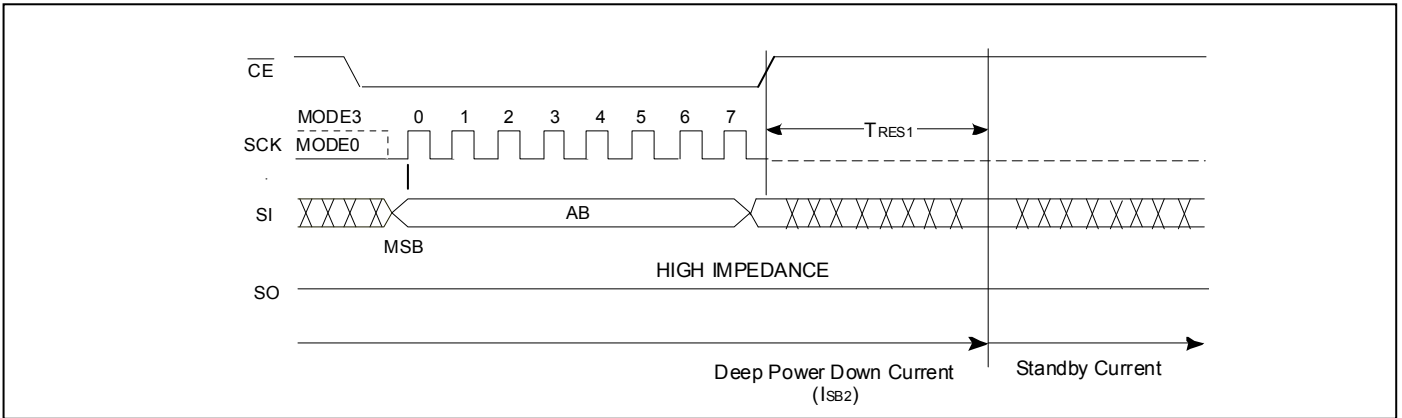 CE
MODE3 0 1 2 3 4 5 6 7
SCK MODE0
TRES1
SI AB
MSB
HIGH IMPEDANCE
SO
Deep Power Down Current Standby Current
(ISB2)